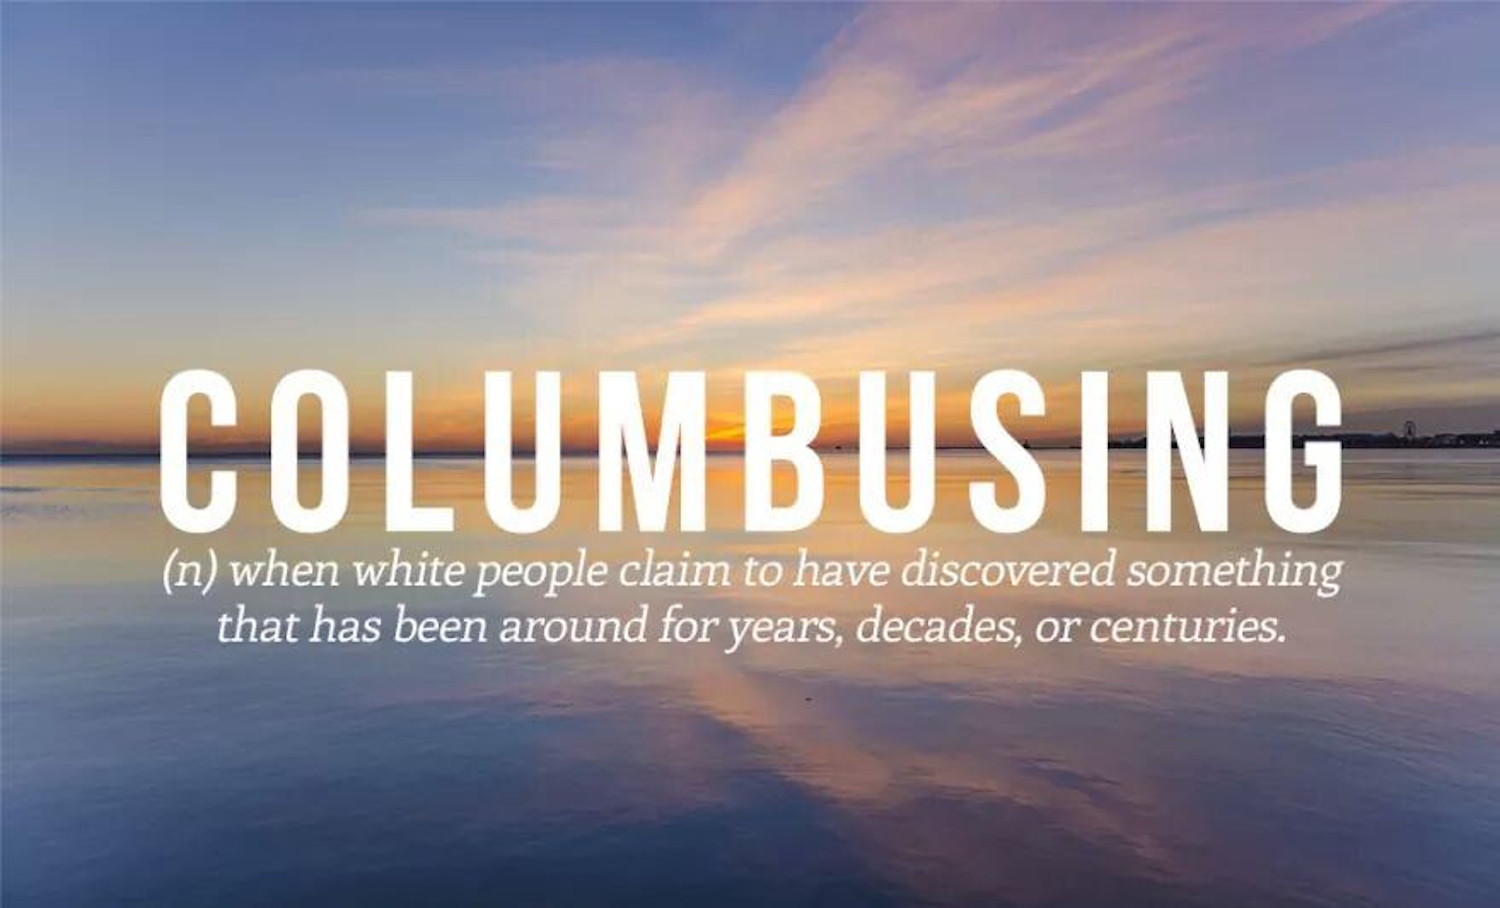 COLUMBUSING
(n) when white people claim to have discovered something
that has been around for years, decades, or centuries.